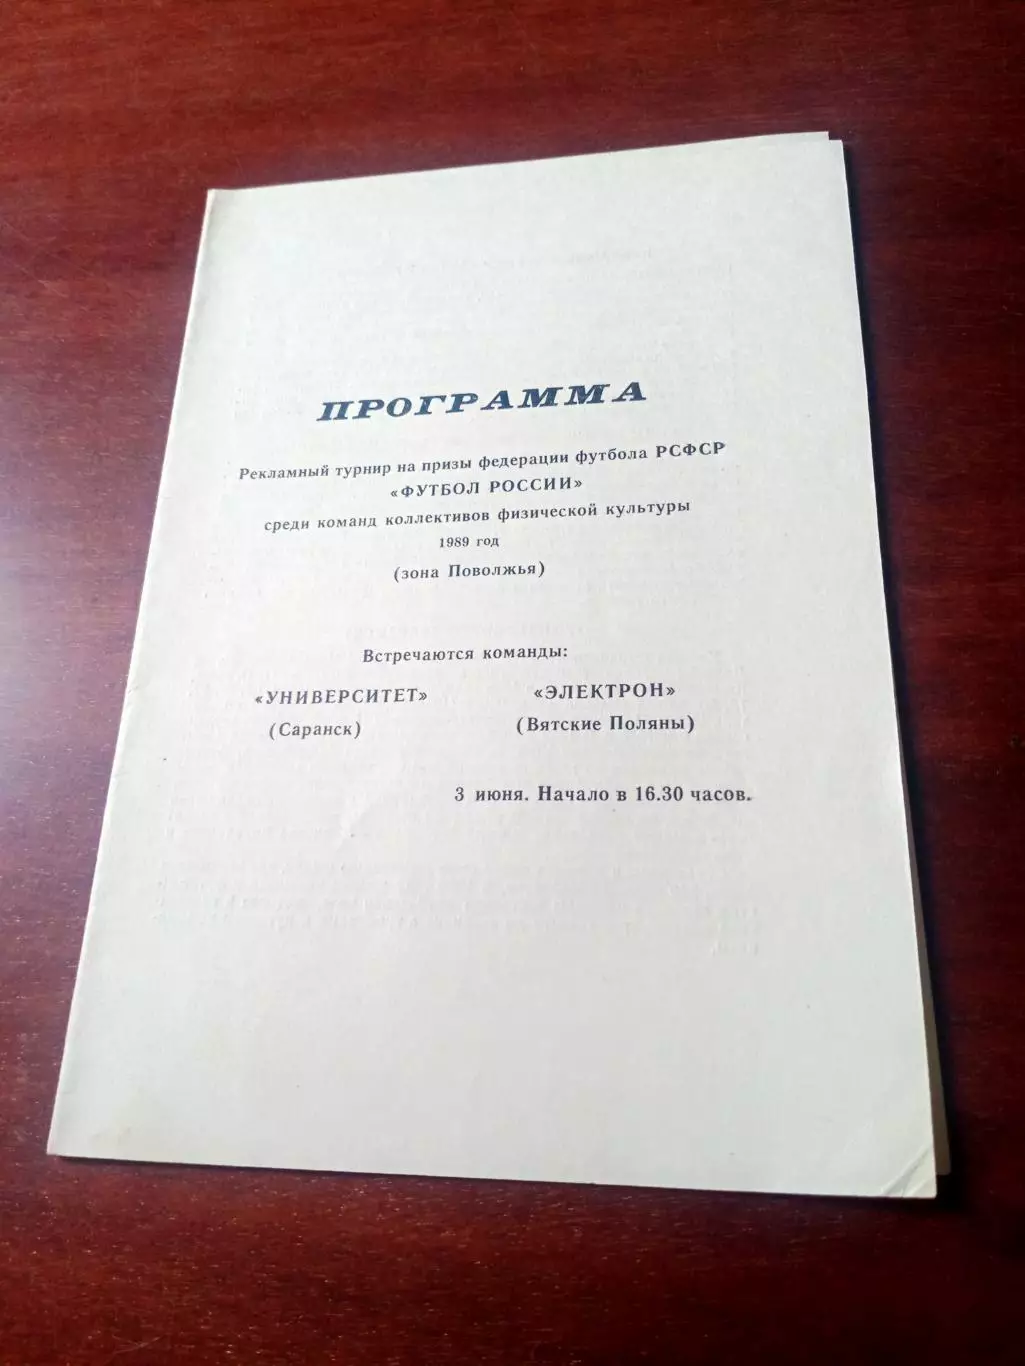 ПРОГРАММА
Рекламный турнир на призы федерации футбола РСФСР
«ФУТБОЛ РОССИИ»
среди команд коллективов физической культуры
1989 год
(зона Поволжья)
Встречаются команды:
«УНИВЕРСИТЕТ» «ЭЛЕКТРОН»
(Саранск) (Вятские Поляны)
3 июня. Начало в 16.30 часов.